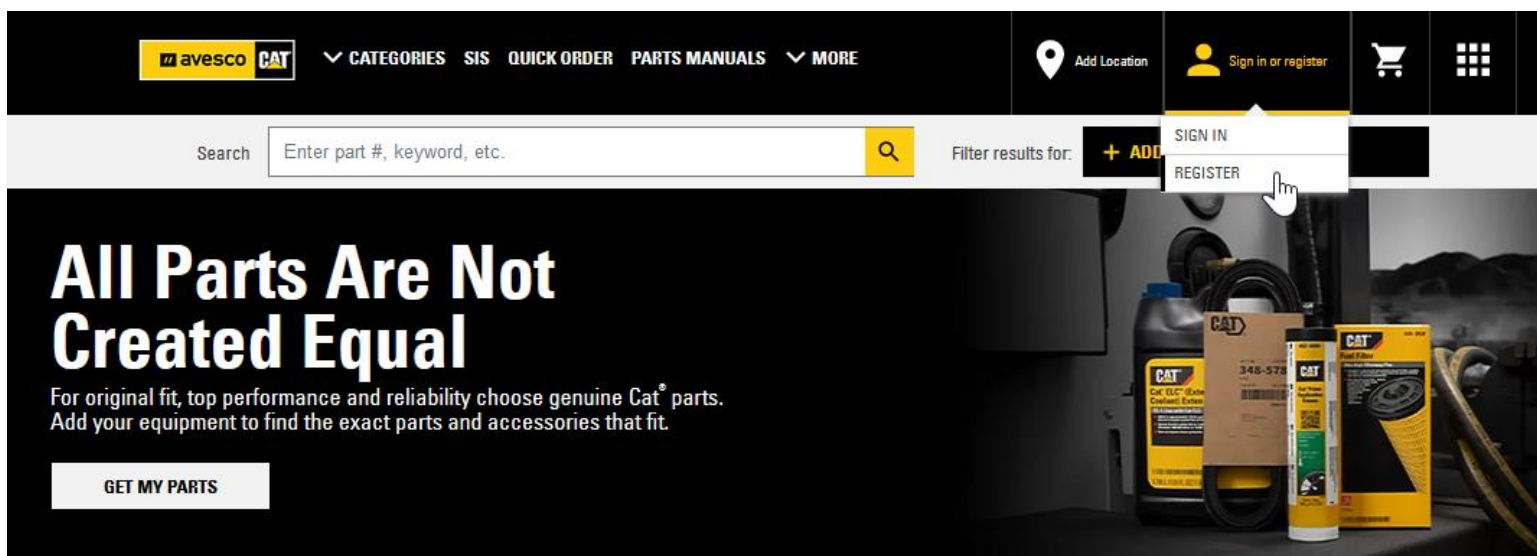 avesco CAT
CATEGORIES SIS QUICK ORDER PARTS MANUALS MORE
Add Location
Sign in or register
Search
Enter part #, keyword, etc.
Filter results for:
+ ADD
SIGN IN
REGISTER
All Parts Are Not
Created Equal
For original fit, top performance and reliability choose genuine Cat® parts.
Add your equipment to find the exact parts and accessories that fit.
GET MY PARTS
CAT
348-578
CAT
CAT
CAT
Fuel Filter